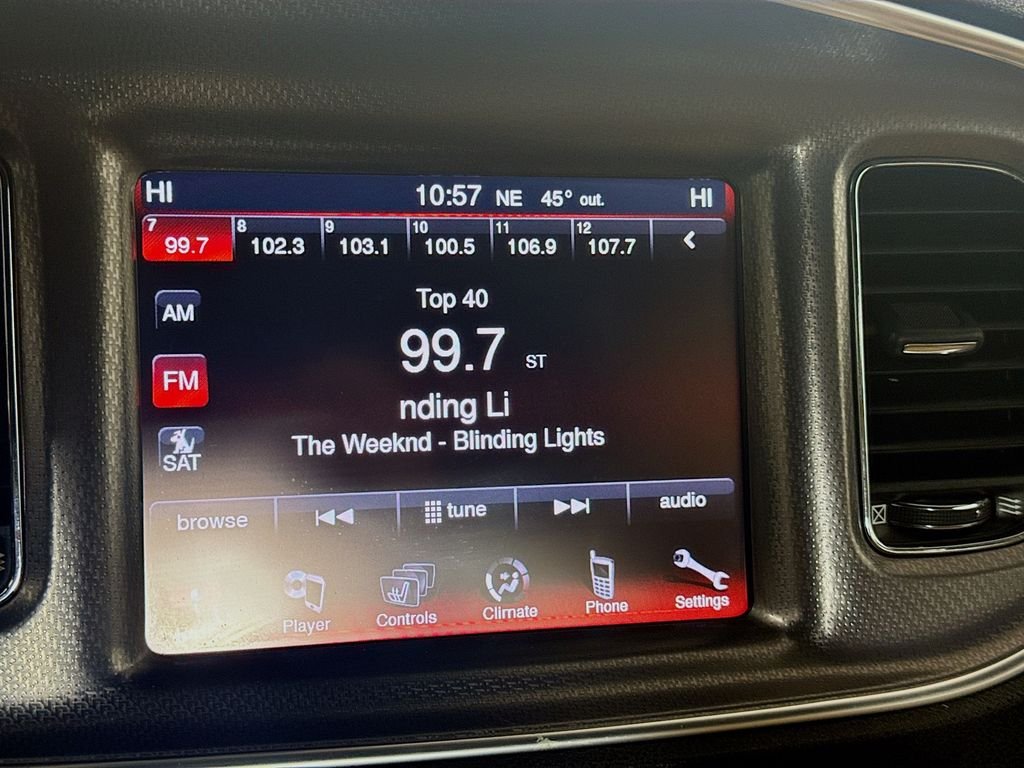 HI 10:57 NE 45° out. HI
7 8 9 10 11 12
99.7 102.3 103.1 100.5 106.9 107.7
Top 40
AM
99.7 ST
FM
nding Li
The Weeknd - Blinding Lights
SAT
browse tune audio
Player Controls Climate Phone Settings